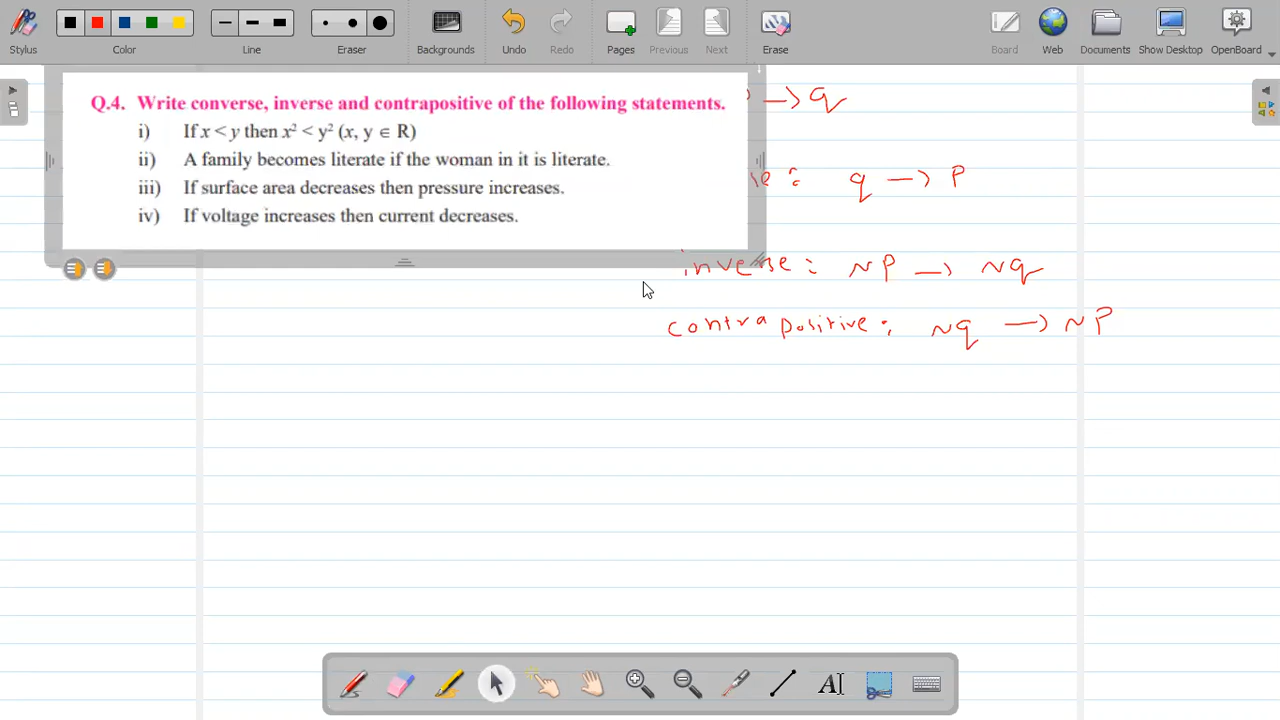 Stylus Color Line Eraser Backgrounds Undo Redo Pages Previous Next Erase Board Web Documents Show Desktop OpenBoard
Q.4. Write converse, inverse and contrapositive of the following statements.
i) If x < y then x² < y² (x, y ∈ R)
ii) A family becomes literate if the woman in it is literate.
iii) If surface area decreases then pressure increases.
iv) If voltage increases then current decreases.
→ q
se : q → p
inverse : ~p → ~q
contrapositive : ~q → ~p